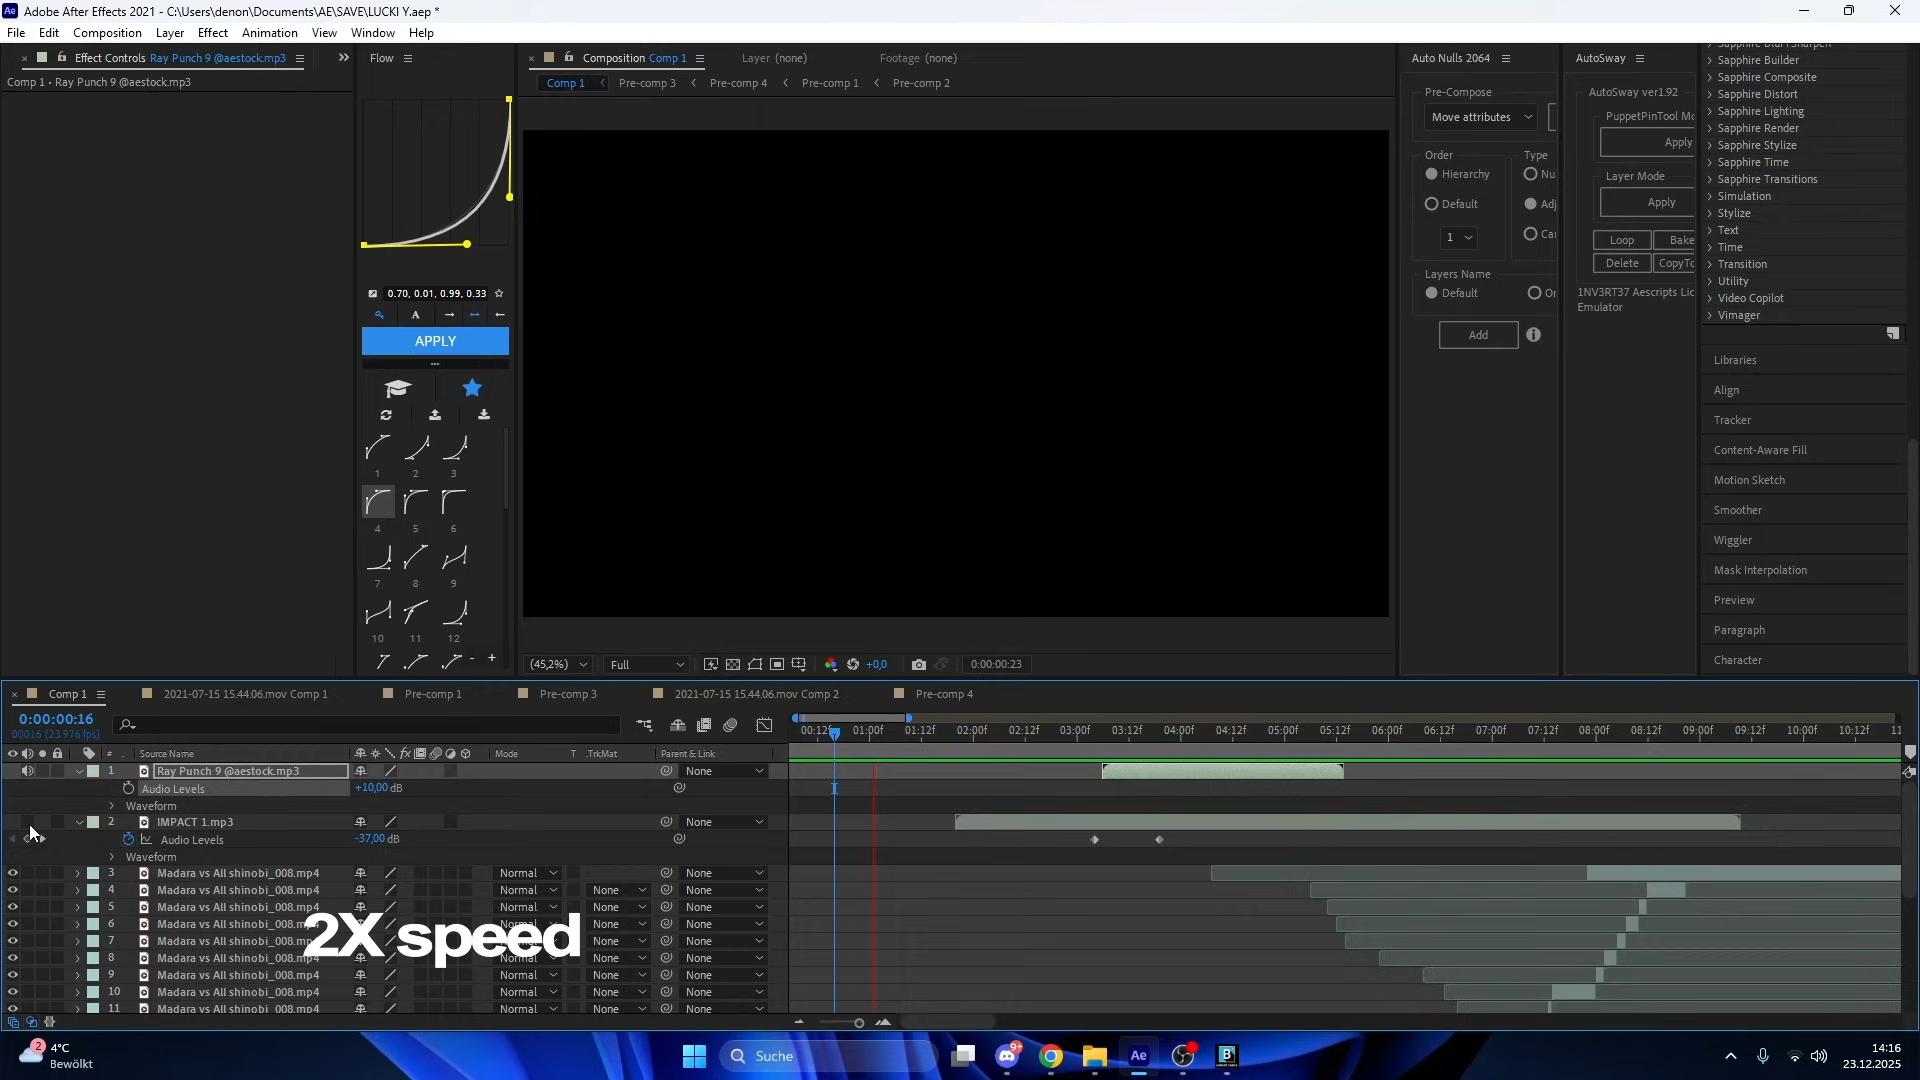 Adobe After Effects 2021 - C:\Users\denon\Documents\AE\SAVE\LUCKI Y.aep *
File Edit Composition Layer Effect Animation View Window Help
Effect Controls Ray Punch 9 @aestock.mp3
Comp 1 • Ray Punch 9 @aestock.mp3
Flow
0.70, 0.01, 0.99, 0.33
A
APPLY
1 2 3
4 5 6
7 8 9
10 11 12
Composition Comp 1
Layer (none)
Footage (none)
Comp 1 Pre-comp 3 Pre-comp 4 Pre-comp 1 Pre-comp 2
(45,2%) Full +0,0 0:00:00:23
Auto Nulls 2064
Pre-Compose
Move attributes
Order Type
Hierarchy Nu
Default Adj
1 Ca
Layers Name
Default Or
Add
AutoSway
AutoSway ver1.92
PuppetPinTool Mo
Apply
Layer Mode
Apply
Loop Bake
Delete CopyTo
1NV3RT37 Aescripts Lic
Emulator
Sapphire Builder
Sapphire Composite
Sapphire Distort
Sapphire Lighting
Sapphire Render
Sapphire Stylize
Sapphire Time
Sapphire Transitions
Simulation
Stylize
Text
Time
Transition
Utility
Video Copilot
Vimager
Libraries
Align
Tracker
Content-Aware Fill
Motion Sketch
Smoother
Wiggler
Mask Interpolation
Preview
Paragraph
Character
Comp 1 2021-07-15 15.44.06.mov Comp 1 Pre-comp 1 Pre-comp 3 2021-07-15 15.44.06.mov Comp 2 Pre-comp 4
0:00:00:16
00016 (23.976 fps)
00:12f 01:00f 01:12f 02:00f 02:12f 03:00f 03:12f 04:00f 04:12f 05:00f 05:12f 06:00f 06:12f 07:00f 07:12f 08:00f 08:12f 09:00f 09:12f 10:00f 10:12f 11
# Source Name fx Mode T .TrkMat Parent & Link
1 Ray Punch 9 @aestock.mp3 None
Audio Levels +10,00 dB
Waveform
2 IMPACT 1.mp3 None
Audio Levels -37,00 dB
Waveform
3 Madara vs All shinobi_008.mp4 Normal None
4 Madara vs All shinobi_008.mp4 Normal None None
5 Madara vs All shinobi_008.mp4 Normal None None
6 Madara vs All shinobi_008.mp4 Normal None None
7 Madara vs All shinobi_008.mp4 Normal None None
8 Madara vs All shinobi_008.mp4 Normal None None
9 Madara vs All shinobi_008.mp4 Normal None None
10 Madara vs All shinobi_008.mp4 Normal None None
11 Madara vs All shinobi_008.mp4 Normal None None
2X speed
2
4°C
Bewölkt
Suche
9+
Ae
B
14:16
23.12.2025